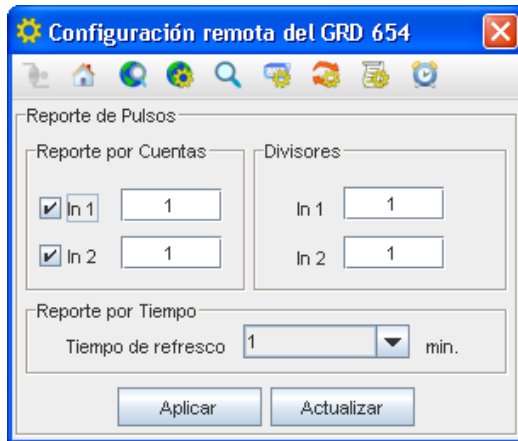 Configuración remota del GRD 654
Reporte de Pulsos
Reporte por Cuentas
In 1 1
In 2 1
Divisores
In 1 1
In 2 1
Reporte por Tiempo
Tiempo de refresco 1 min.
Aplicar Actualizar